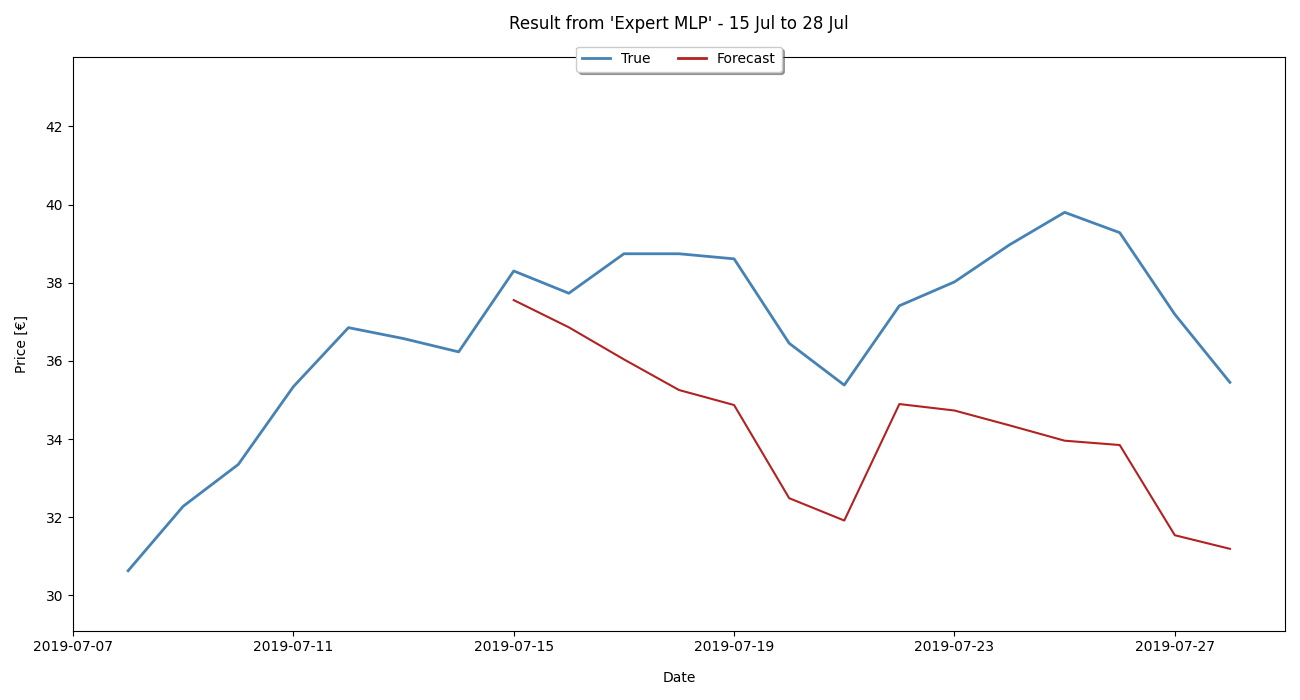 Result from 'Expert MLP' - 15 Jul to 28 Jul
True Forecast
42
40
38
36
34
32
30
Price [€]
2019-07-07 2019-07-11 2019-07-15 2019-07-19 2019-07-23 2019-07-27
Date